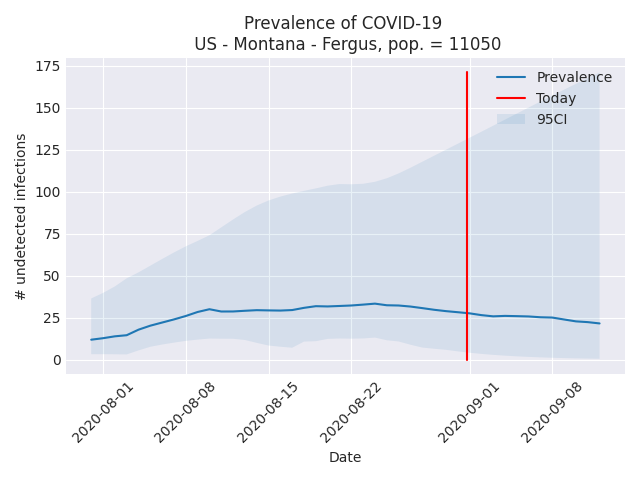 Prevalence of COVID-19
US - Montana - Fergus, pop. = 11050
175
150
125
100
75
50
25
0
# undetected infections
Prevalence
Today
95CI
2020-08-01
2020-08-08
2020-08-15
2020-08-22
2020-09-01
2020-09-08
Date